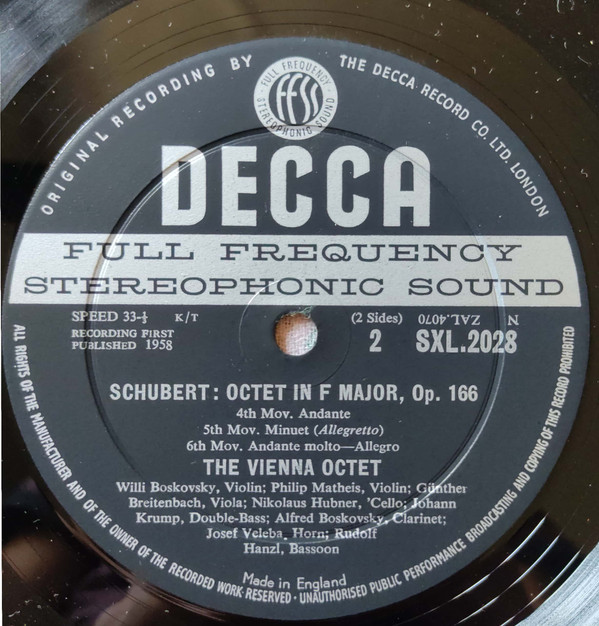 ORIGINAL RECORDING BY THE DECCA RECORD CO. LTD. LONDON
FULL FREQUENCY
ffss
STEREOPHONIC SOUND
DECCA
FULL FREQUENCY
STEREOPHONIC SOUND
SPEED 33-⅓ K/T (2 Sides) N ZAL.4070
RECORDING FIRST
PUBLISHED 1958 2 SXL.2028
SCHUBERT: OCTET IN F MAJOR, Op. 166
4th Mov. Andante
5th Mov. Minuet (Allegretto)
6th Mov. Andante molto—Allegro
THE VIENNA OCTET
Willi Boskovsky, Violin; Philip Matheis, Violin; Günther
Breitenbach, Viola; Nikolaus Hubner, 'Cello; Johann
Krump, Double-Bass; Alfred Boskovsky, Clarinet;
Josef Veleba, Horn; Rudolf
Hanzl, Bassoon
Made in England
ALL RIGHTS OF THE MANUFACTURER AND OF THE OWNER OF THE RECORDED WORK RESERVED · UNAUTHORISED PUBLIC PERFORMANCE BROADCASTING AND COPYING OF THIS RECORD PROHIBITED